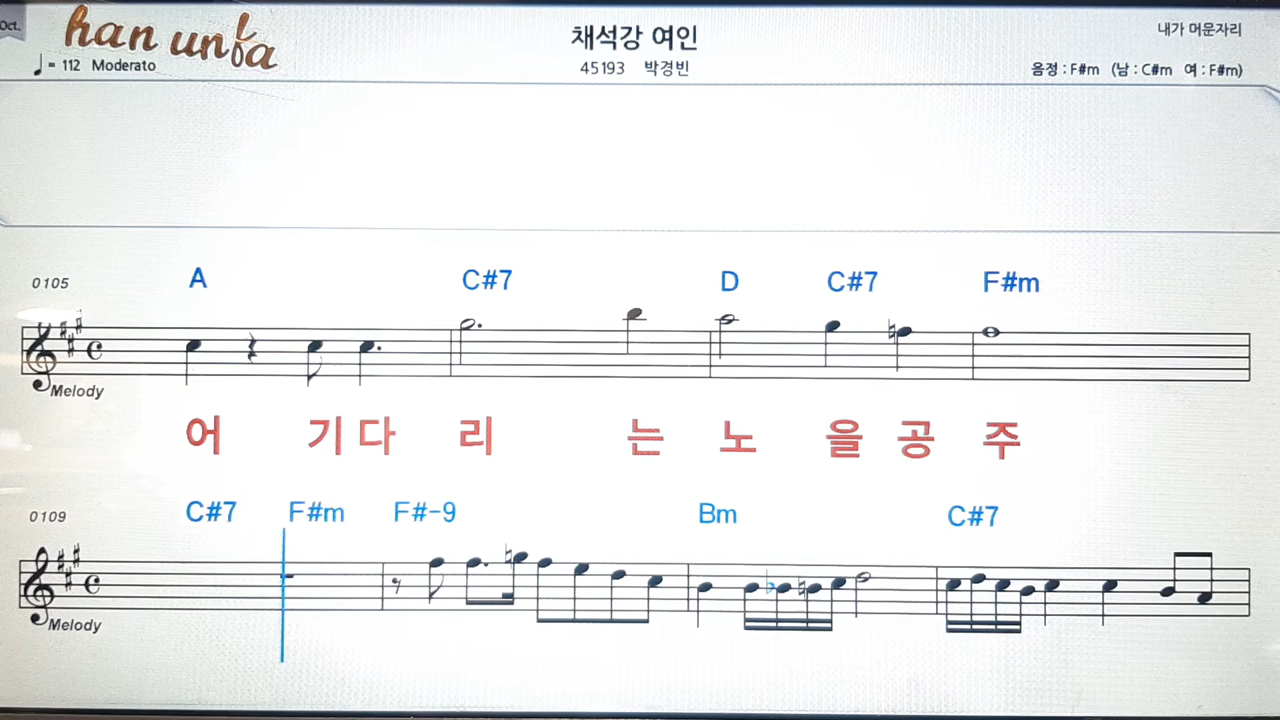 Oct.
han unfa
채석강 여인
내가 머문자리
♩= 112 Moderato
45193 박경빈
음정 : F#m (남 : C#m 여 : F#m)
0105 A C#7 D C#7 F#m
Melody
어 기다 리 는 노 을 공 주
0109 C#7 F#m F#-9 Bm C#7
Melody